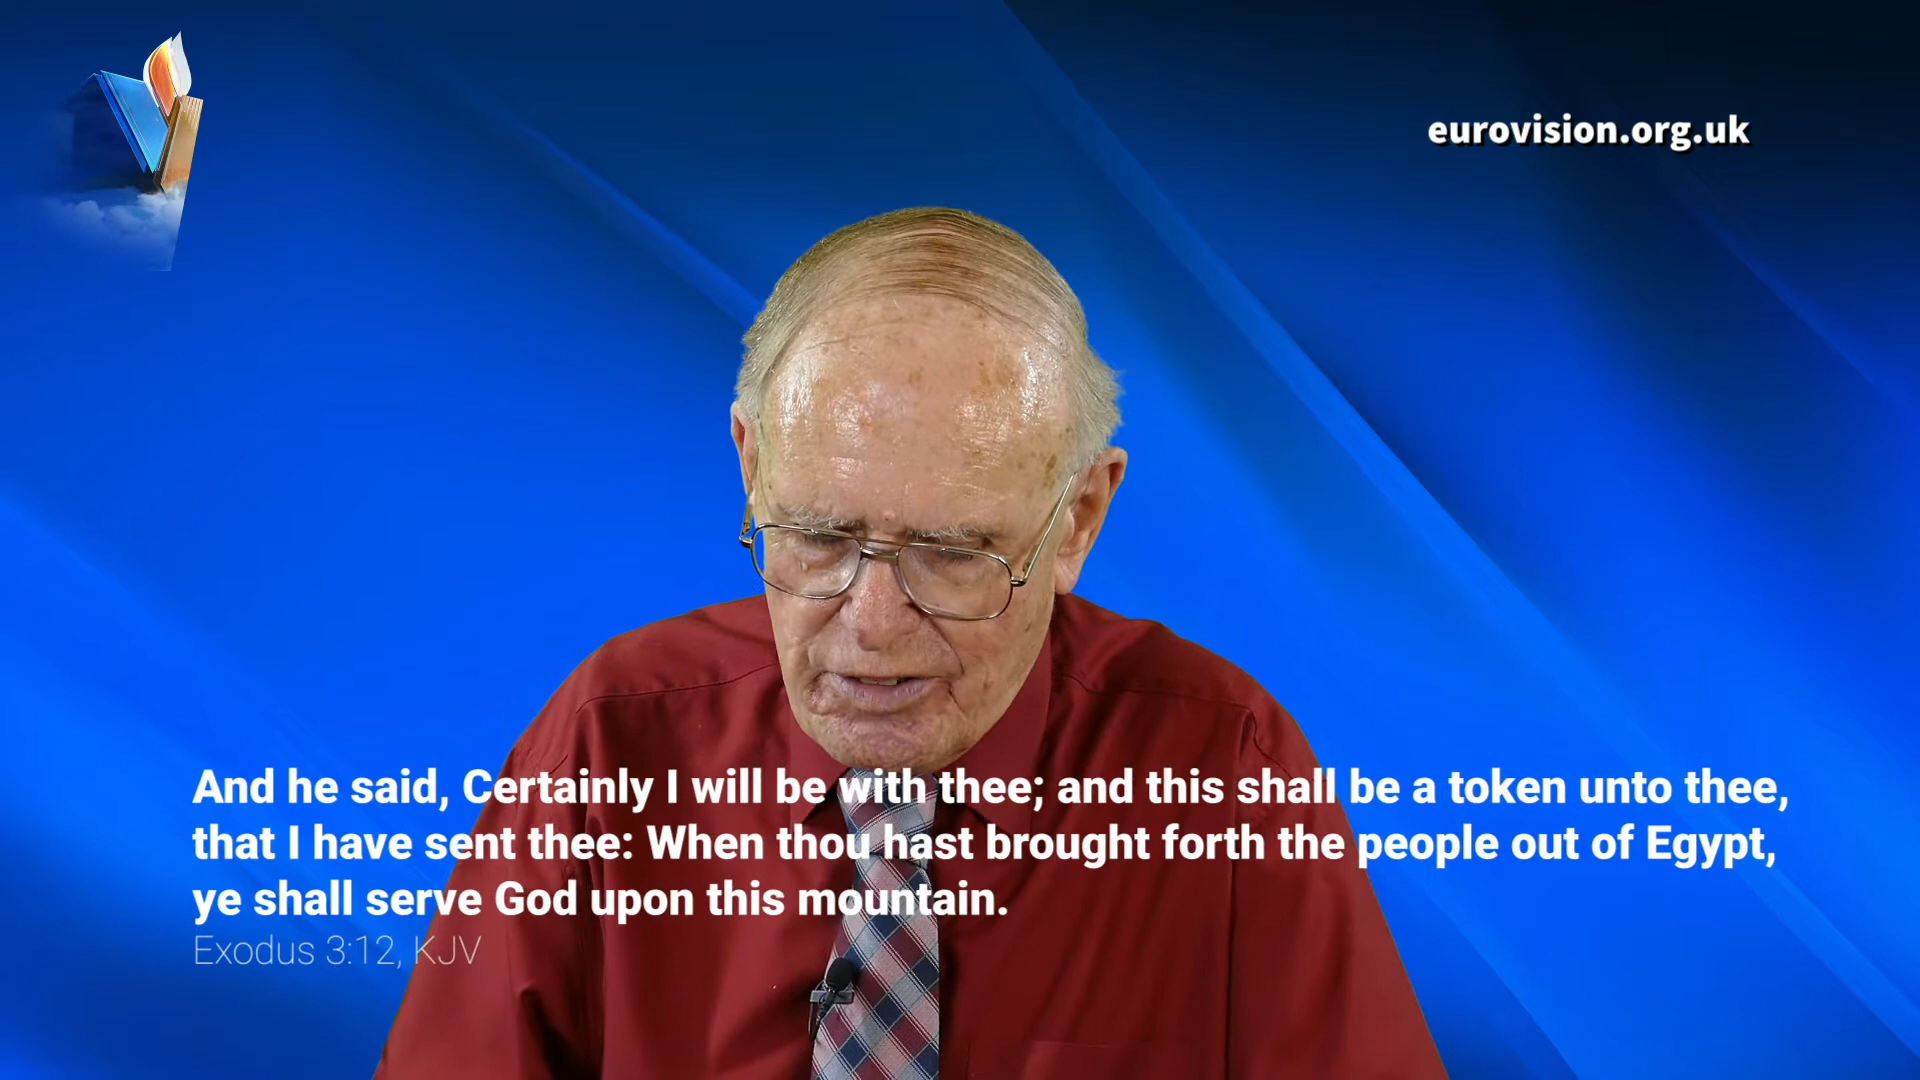 eurovision.org.uk
And he said, Certainly I will be with thee; and this shall be a token unto thee,
that I have sent thee: When thou hast brought forth the people out of Egypt,
ye shall serve God upon this mountain.
Exodus 3:12, KJV